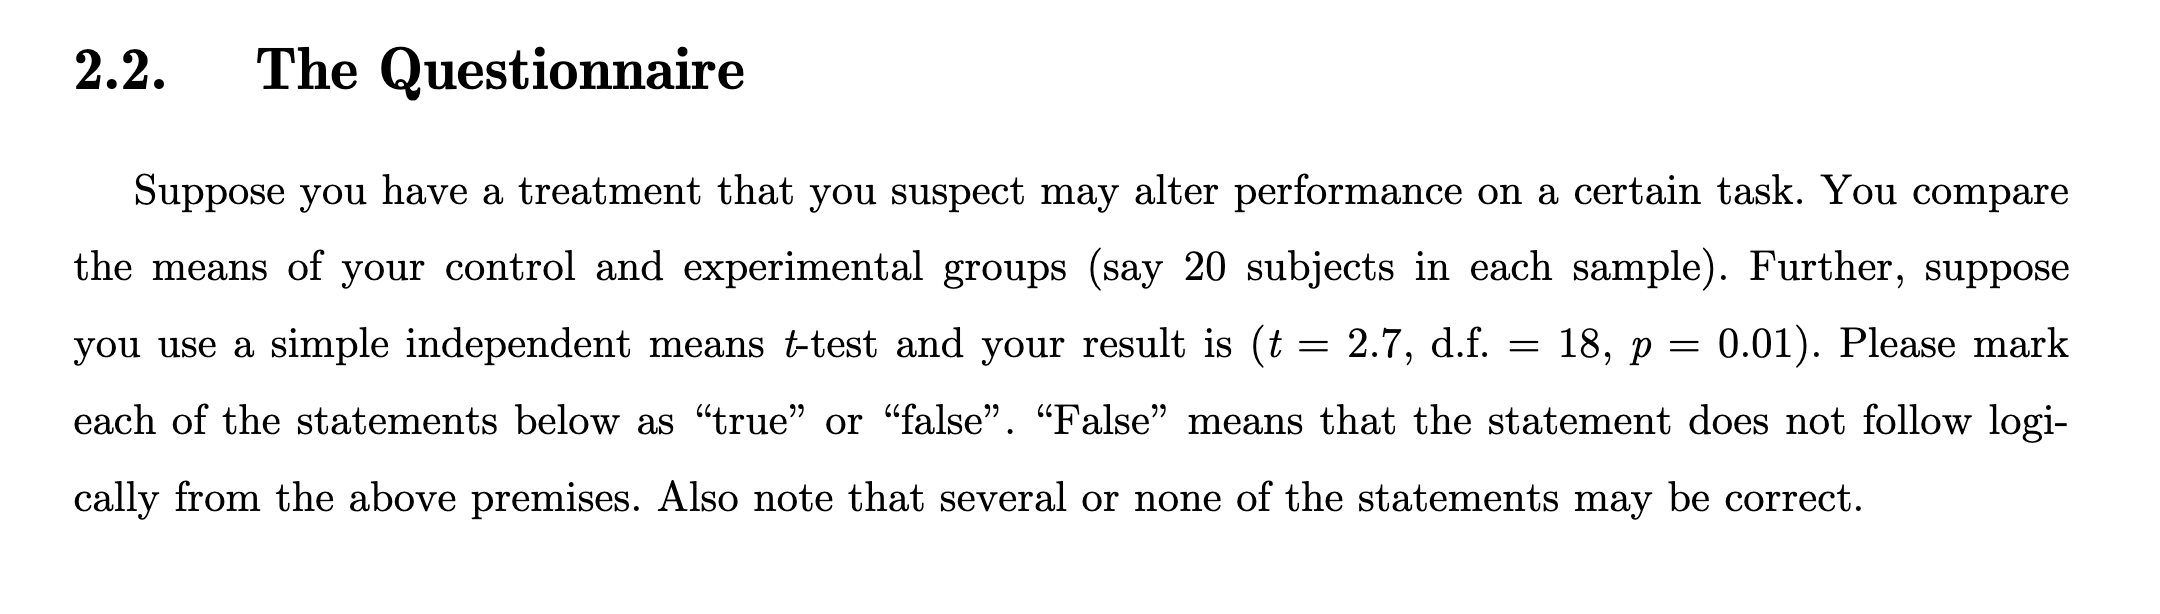 2.2. The Questionnaire
Suppose you have a treatment that you suspect may alter performance on a certain task. You compare
the means of your control and experimental groups (say 20 subjects in each sample). Further, suppose
you use a simple independent means t-test and your result is (t = 2.7, d.f. = 18, p = 0.01). Please mark
each of the statements below as “true” or “false”. “False” means that the statement does not follow logi-
cally from the above premises. Also note that several or none of the statements may be correct.